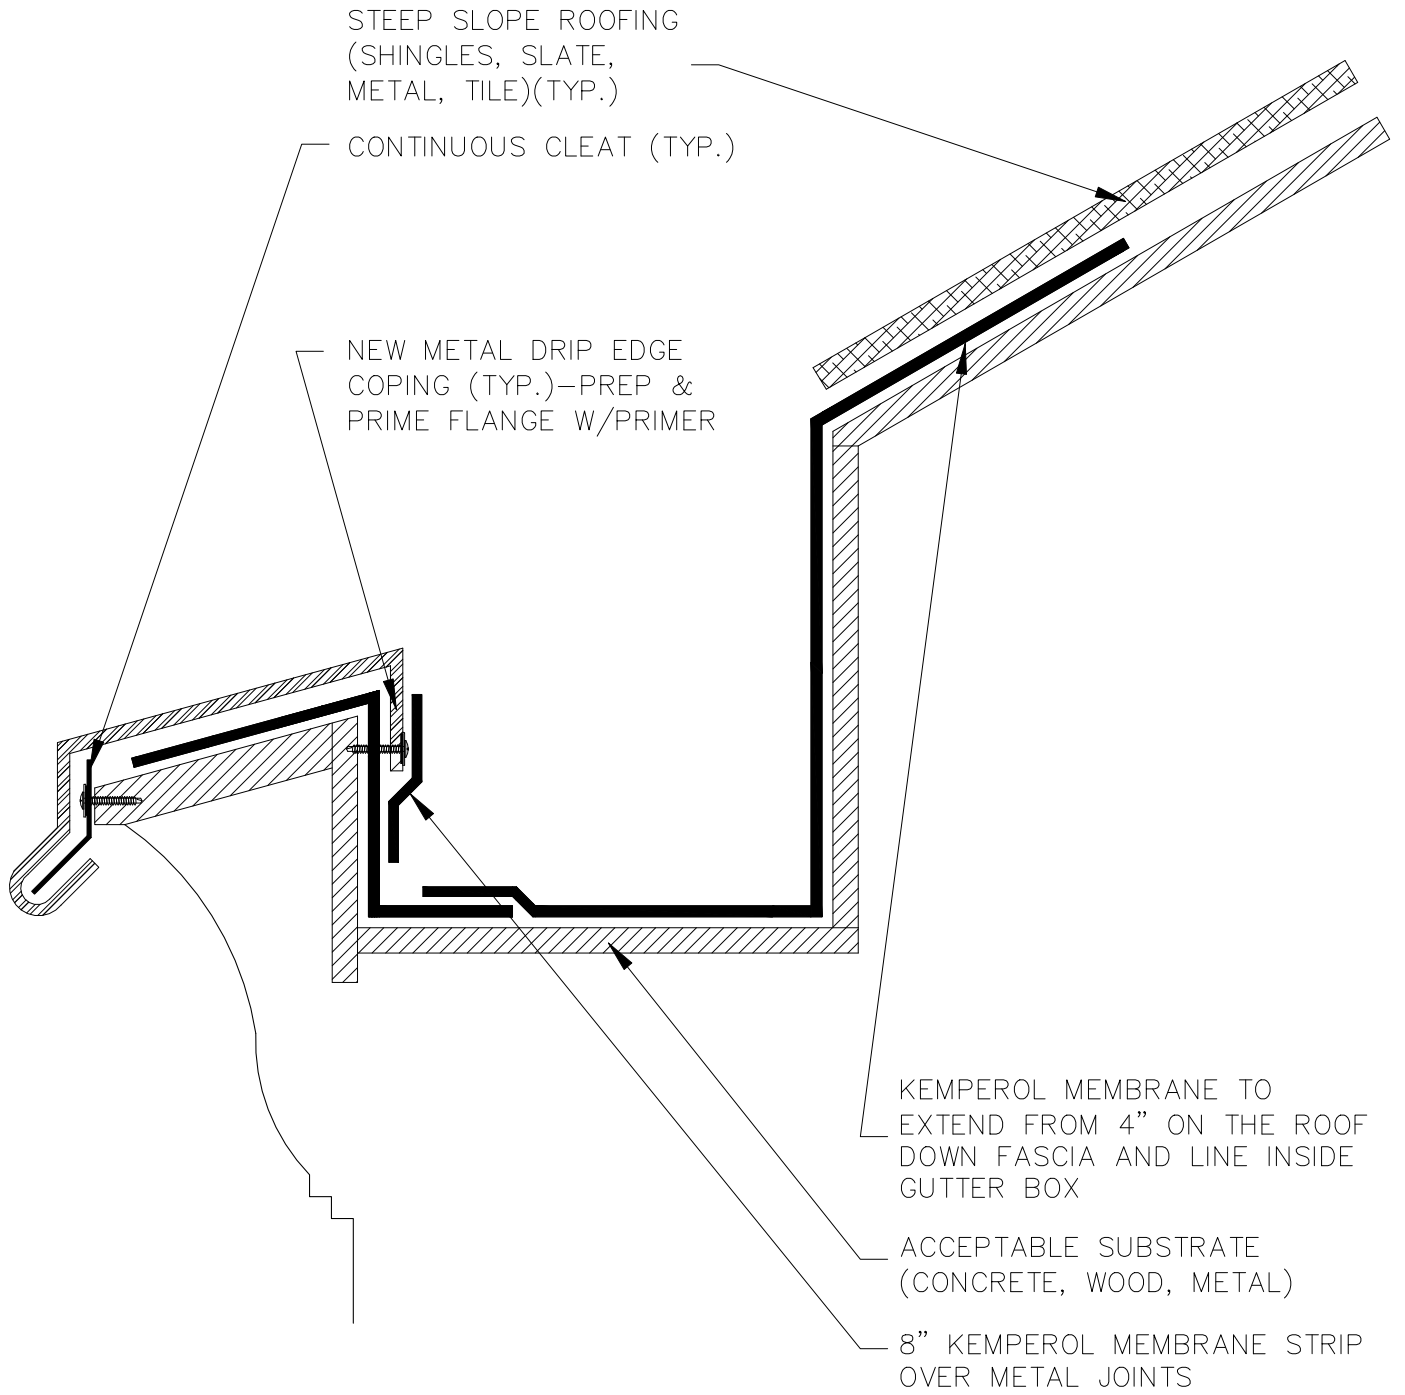 STEEP SLOPE ROOFING
(SHINGLES, SLATE,
METAL, TILE)(TYP.)
CONTINUOUS CLEAT (TYP.)
NEW METAL DRIP EDGE
COPING (TYP.)-PREP &
PRIME FLANGE W/PRIMER
KEMPEROL MEMBRANE TO
EXTEND FROM 4" ON THE ROOF
DOWN FASCIA AND LINE INSIDE
GUTTER BOX
ACCEPTABLE SUBSTRATE
(CONCRETE, WOOD, METAL)
8" KEMPEROL MEMBRANE STRIP
OVER METAL JOINTS